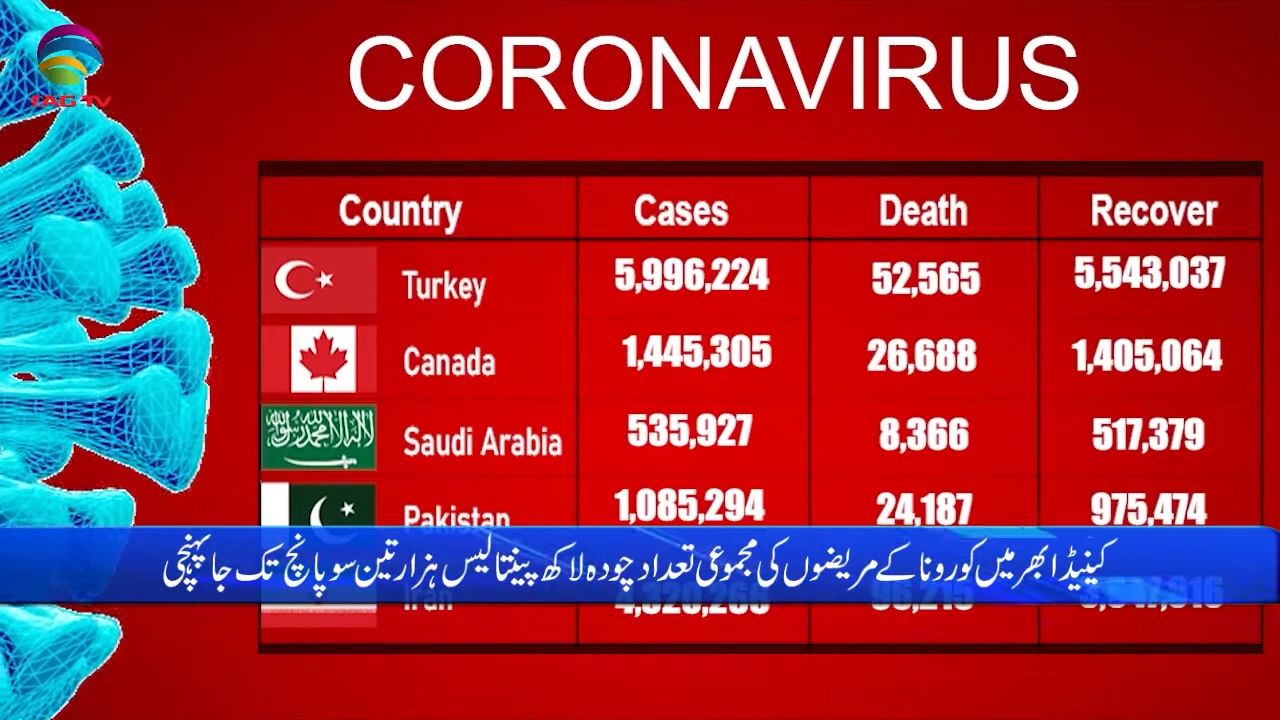 TAG TV
CORONAVIRUS
Country Cases Death Recover
Turkey 5,996,224 52,565 5,543,037
Canada 1,445,305 26,688 1,405,064
Saudi Arabia 535,927 8,366 517,379
Pakistan 1,085,294 24,187 975,474
کینیڈا بھر میں کورونا کے مریضوں کی مجموعی تعداد چودہ لاکھ پینتالیس ہزار تین سو پانچ تک جا پہنچی
Iran